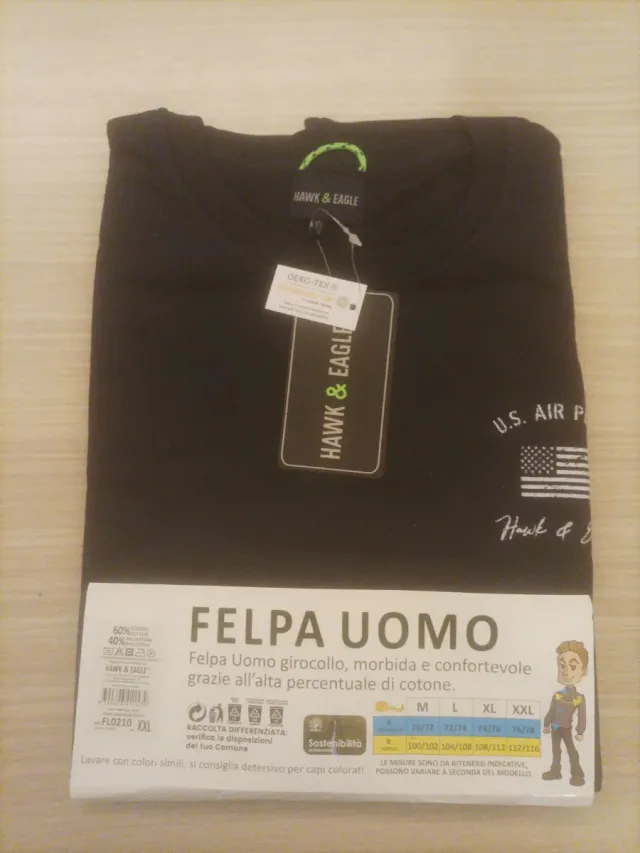 HAWK & EAGLE
OEKO-TEX®
HAWK & EAGLE
U.S. AIR
Hawk &
60%
40%
HAWK & EAGLE
FL0210 XXL
FELPA UOMO
Felpa Uomo girocollo, morbida e confortevole
grazie all'alta percentuale di cotone.
RACCOLTA DIFFERENZIATA:
verifica le disposizioni
del tuo Comune
Sostenibilità
M L XL XXL
A 70/72 72/74 74/76 76/78
B 100/102 104/108 108/112 112/116
Lavare con colori simili, si consiglia detersivo per capi colorati
LE MISURE SONO DA RITENERSI INDICATIVE,
POSSONO VARIARE A SECONDA DEL MODELLO.